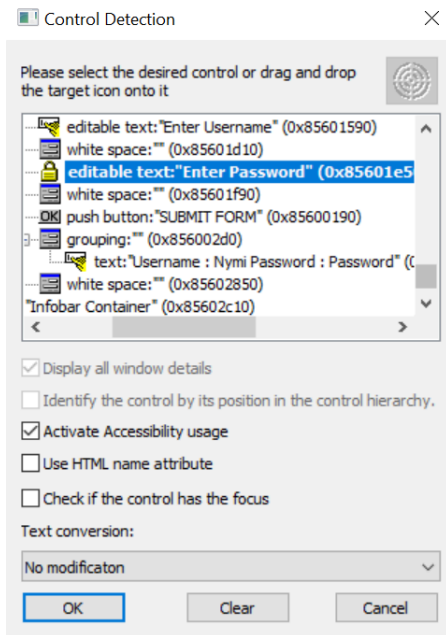 Control Detection
Please select the desired control or drag and drop
the target icon onto it
editable text:"Enter Username" (0x85601590)
white space:"" (0x85601d10)
editable text:"Enter Password" (0x85601e5
white space:"" (0x85601f90)
OK push button:"SUBMIT FORM" (0x85600190)
grouping:"" (0x856002d0)
text:"Username : Nymi Password : Password" (0
white space:"" (0x85602850)
"Infobar Container" (0x85602c10)
Display all window details
Identify the control by its position in the control hierarchy.
Activate Accessibility usage
Use HTML name attribute
Check if the control has the focus
Text conversion:
No modificaton
OK
Clear
Cancel